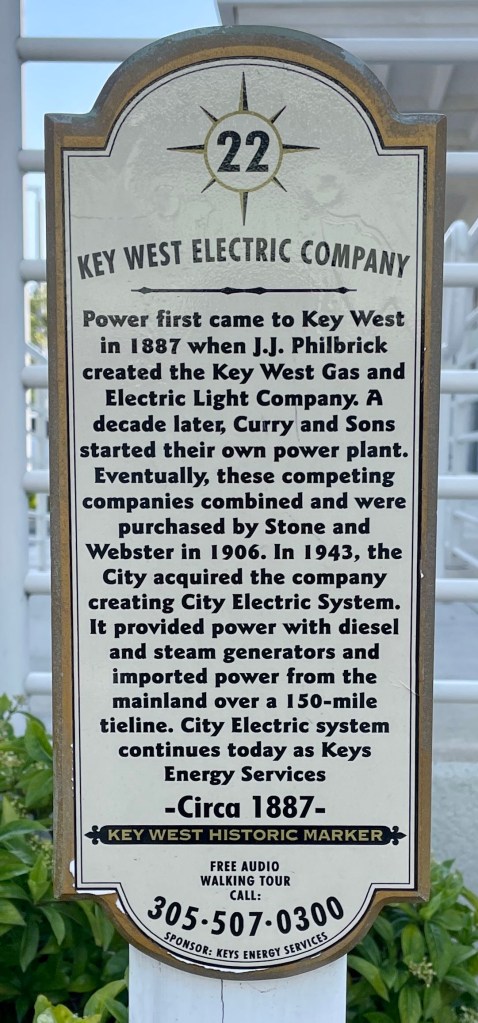 22
KEY WEST ELECTRIC COMPANY
Power first came to Key West
in 1887 when J.J. Philbrick
created the Key West Gas and
Electric Light Company. A
decade later, Curry and Sons
started their own power plant.
Eventually, these competing
companies combined and were
purchased by Stone and
Webster in 1906. In 1943, the
City acquired the company
creating City Electric System.
It provided power with diesel
and steam generators and
imported power from the
mainland over a 150-mile
tieline. City Electric system
continues today as Keys
Energy Services
-Circa 1887-
KEY WEST HISTORIC MARKER
FREE AUDIO
WALKING TOUR
CALL:
305·507·0300
SPONSOR: KEYS ENERGY SERVICES